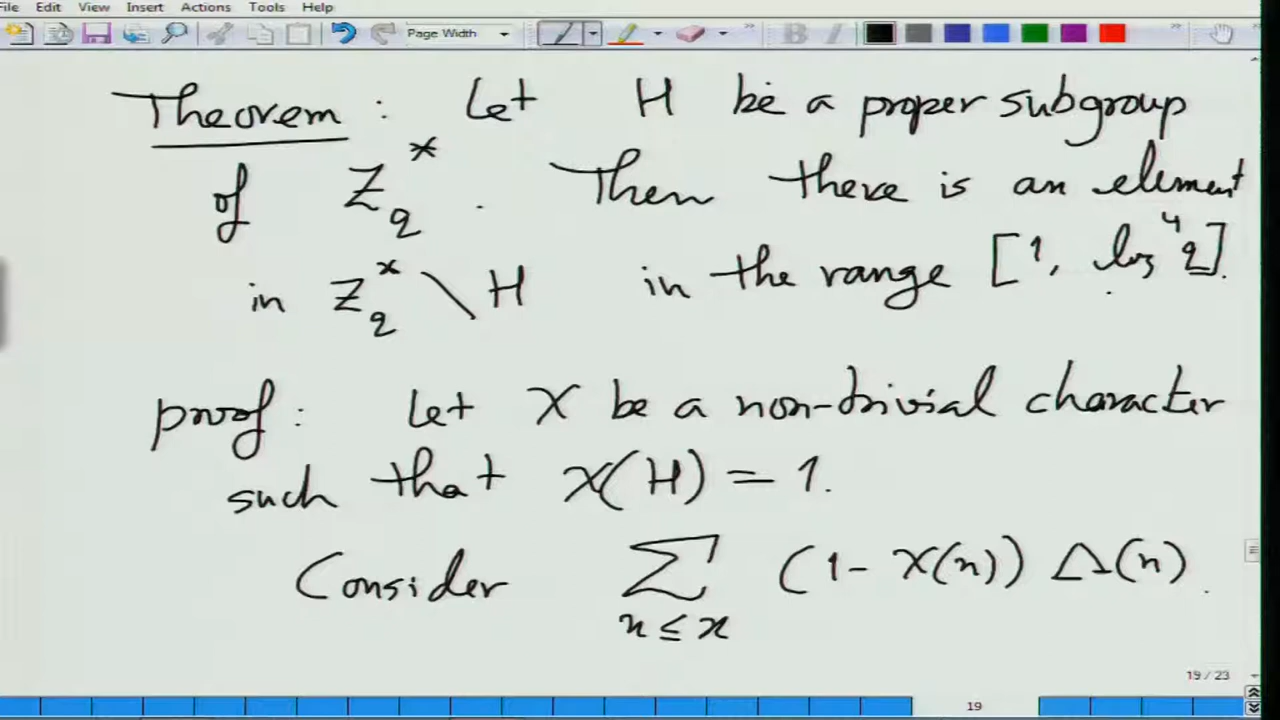 File Edit View Insert Actions Tools Help
Page Width
Theorem : Let H be a proper subgroup
of Z_q^* . Then there is an element
in Z_q^* \ H in the range [1, log^4 q].
proof : Let χ be a non-trivial character
such that χ(H) = 1.
Consider ∑_{n ≤ x} (1 - χ(n)) Λ(n) .
19 / 23
19